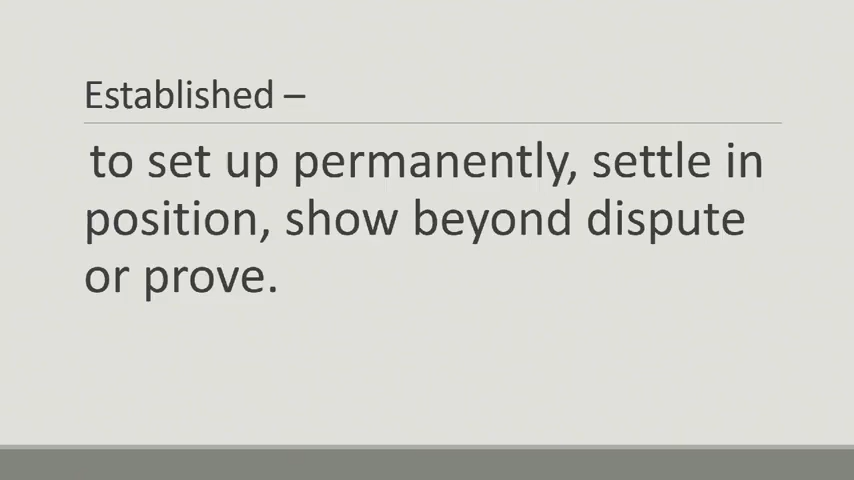 Established –
to set up permanently, settle in
position, show beyond dispute
or prove.